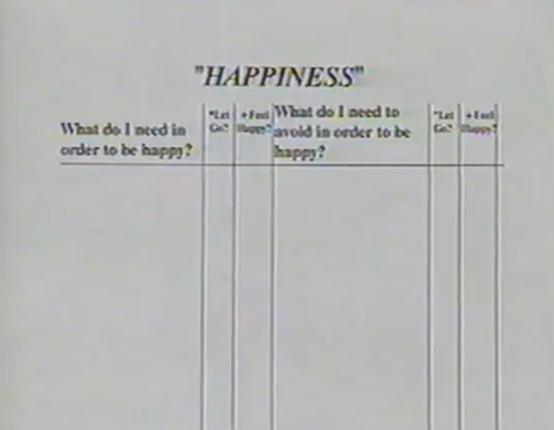 "HAPPINESS"
What do I need in
order to be happy?
"Let
Go?
+Feel
Happy?
What do I need to
avoid in order to be
happy?
"Let
Go?
+Feel
Happy?